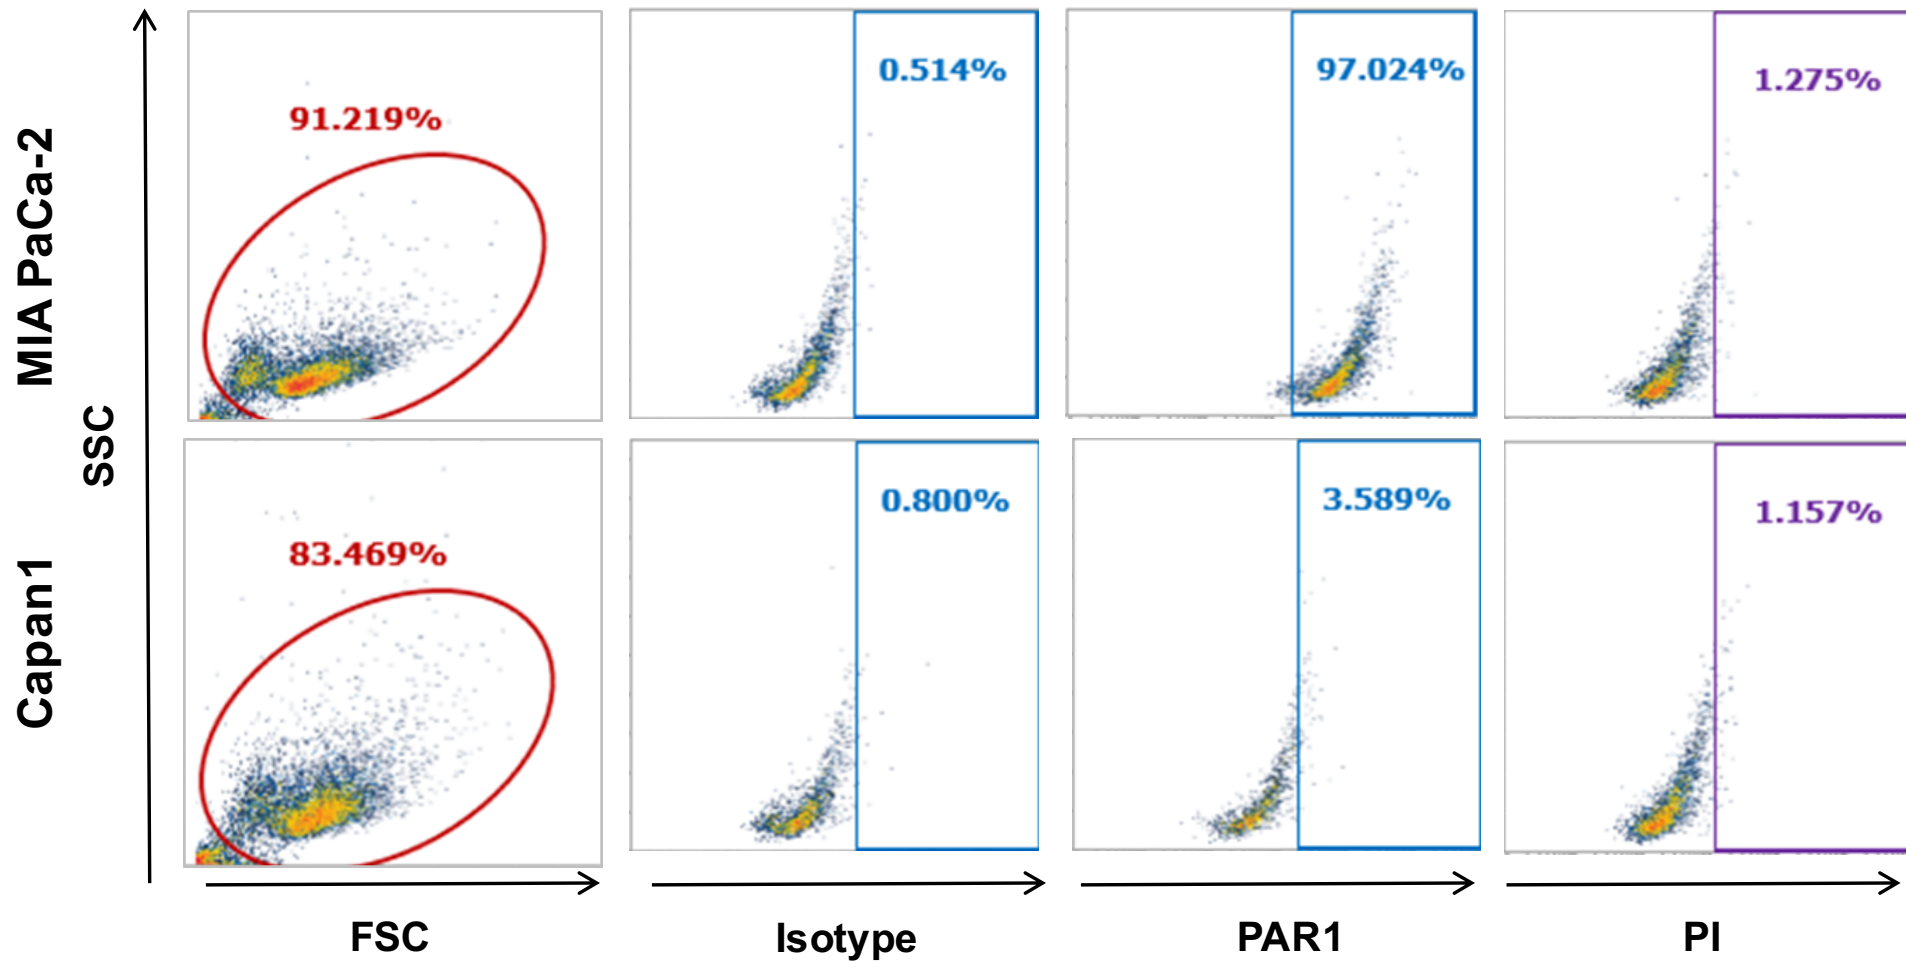 MIA PaCa-2
91.219%
0.514%
97.024%
1.275%
SSC
Capan1
83.469%
0.800%
3.589%
1.157%
FSC
Isotype
PAR1
PI